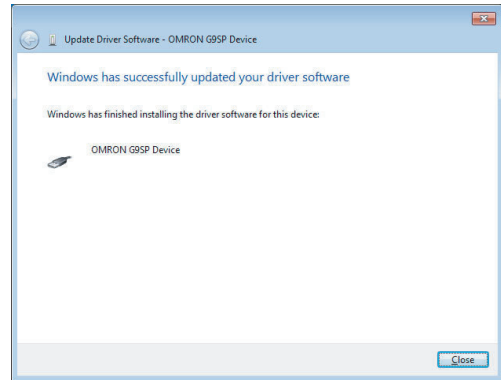 Update Driver Software - OMRON G9SP Device
Windows has successfully updated your driver software
Windows has finished installing the driver software for this device:
OMRON G9SP Device
Close